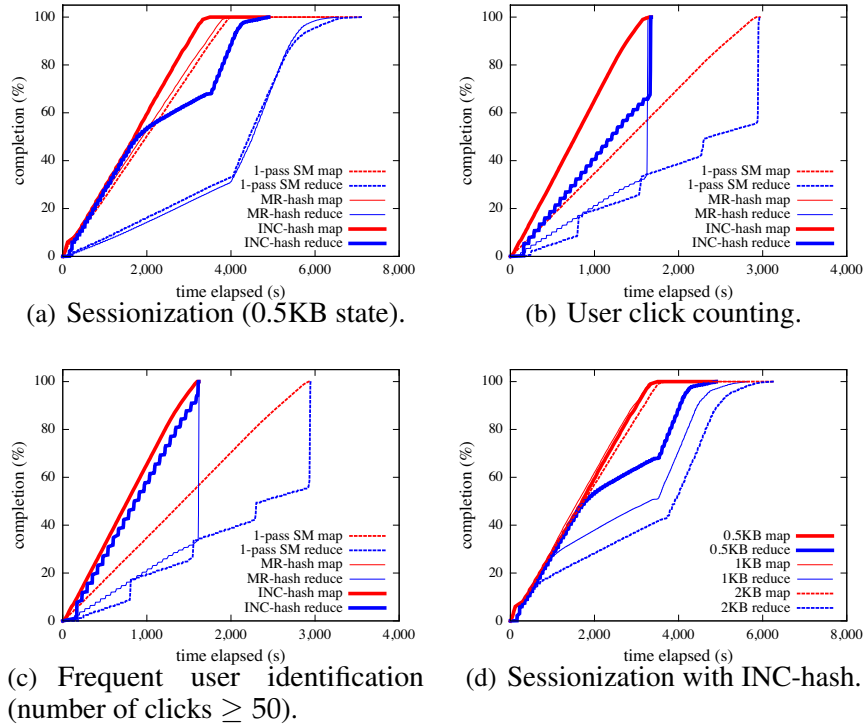 100
80
60
40
20
0
completion (%)
1-pass SM map
1-pass SM reduce
MR-hash map
MR-hash reduce
INC-hash map
INC-hash reduce
0 2,000 4,000 6,000 8,000
time elapsed (s)
(a) Sessionization (0.5KB state).
100
80
60
40
20
0
completion (%)
1-pass SM map
1-pass SM reduce
MR-hash map
MR-hash reduce
INC-hash map
INC-hash reduce
0 1,000 2,000 3,000 4,000
time elapsed (s)
(b) User click counting.
100
80
60
40
20
0
completion (%)
1-pass SM map
1-pass SM reduce
MR-hash map
MR-hash reduce
INC-hash map
INC-hash reduce
0 1,000 2,000 3,000 4,000
time elapsed (s)
(c) Frequent user identification
(number of clicks ≥ 50).
100
80
60
40
20
0
completion (%)
0.5KB map
0.5KB reduce
1KB map
1KB reduce
2KB map
2KB reduce
0 2,000 4,000 6,000 8,000
time elapsed (s)
(d) Sessionization with INC-hash.